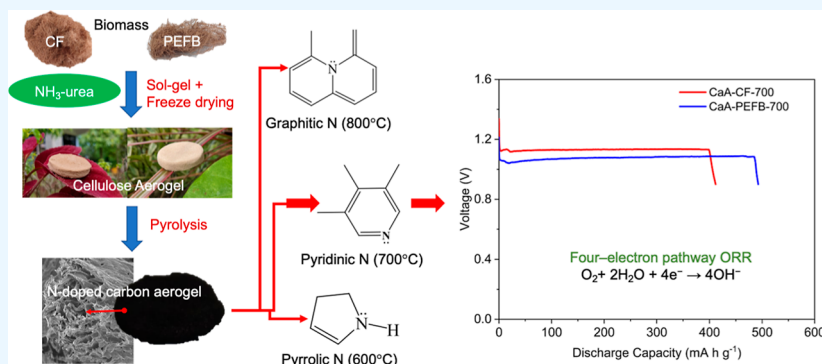 Biomass
CF
PEFB
NH₃-urea
Sol-gel +
Freeze drying
Cellulose Aerogel
Pyrolysis
N-doped carbon aerogel
N̈
Graphitic N (800°C)
N̈
Pyridinic N (700°C)
N̈
H
Pyrrolic N (600°C)
1.6
1.2
0.8
0.4
0.0
Voltage (V)
CaA-CF-700
CaA-PEFB-700
Four–electron pathway ORR
O₂+ 2H₂O + 4e⁻ → 4OH⁻
0 100 200 300 400 500 600
Discharge Capacity (mA h g⁻¹)